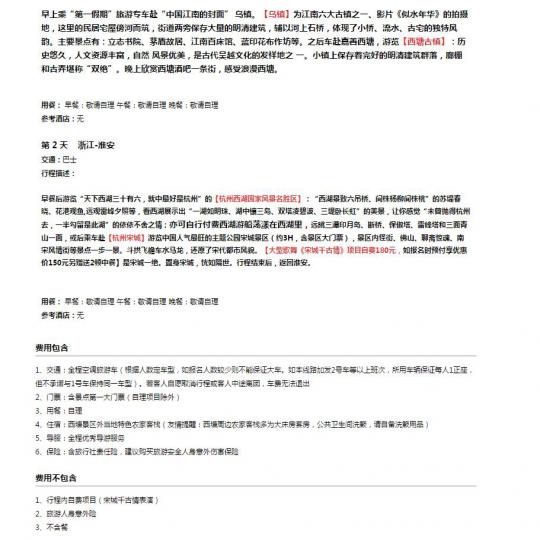 早上乘“第一假期”旅游专车赴“中国江南的封面” 乌镇。【乌镇】为江南六大古镇之一、影片《似水年华》的拍摄
地，这里的民居宅屋傍河而筑，街道两旁保存大量的明清建筑，辅以河上石桥，体现了小桥、流水、古宅的独特风
韵。主要景点有：立志书院、茅盾故居、江南百床馆、蓝印花布作坊等。之后车赴嘉善西塘，游览【西塘古镇】：历
史悠久，人文资源丰富，自然 风景优美，是古代吴越文化的发祥地之 一。小镇上保存着完好的明清建筑群落，廊棚
和古弄堪称“双绝”。晚上欣赏西塘酒吧一条街，感受浪漫西塘。
用餐： 早餐：敬请自理 午餐：敬请自理 晚餐：敬请自理
参考酒店：无
第 2 天 浙江-淮安
交通：巴士
行程描述：
早餐后游览“天下西湖三十有六，就中最好是杭州”的【杭州西湖国家风景名胜区】：“西湖景致六吊桥，间株杨柳间株桃”的苏堤春
晓、花港观鱼,远观雷峰夕照等，看西湖展示出“一湖如明珠、湖中镶三岛、双塔凌碧波、三堤卧长虹”的美景，让你感觉“未曾抛得杭州
去，一半勾留是此湖”的依依不舍之情；亦可自行付费西湖游船荡漾在西湖里，远眺三潭印月岛、断桥、保俶塔、雷峰塔和三面青
山一面，或后乘车赴【杭州宋城】游览中国人气最旺的主题公园宋城景区（约3H，含景区大门票），景区内怪街、佛山、聊斋惊魂、南
宋风情街等景点一步一景。斗拱飞檐车水马龙，还原了宋代都市风貌。【大型歌舞《宋城千古情》项目自费180元，如报名时预付享优惠
价150元另赠送2顿中餐】是宋城一绝。置身宋城，恍如隔世。行程结束后，返回淮安。
用餐： 早餐：敬请自理 午餐：敬请自理 晚餐：敬请自理
参考酒店：无
费用包含
1、交通：全程空调旅游车（根据人数定车型，如报名人数较少则不能保证大车。如本线路加发2号车等以上班次，所用车辆保证每人1正座，
但不承诺与1号车保持同一车型）。若客人自愿取消行程或客人中途离团，车费无法退出
2、门票：含景点第一大门票（自理项目除外）
3、用餐：自理
4、住宿：西塘景区外当地特色农家客栈（友情提醒：西塘周边农家客栈多为大床房客房，公共卫生间洗簌，请自备洗簌用品）
5、导服：全程优秀导游服务
6、保险：含旅行社责任险，建议购买旅游安全人身意外伤害保险
费用不包含
1、行程内自费项目（宋城千古情表演）
2、旅游人身意外险
3、不含餐